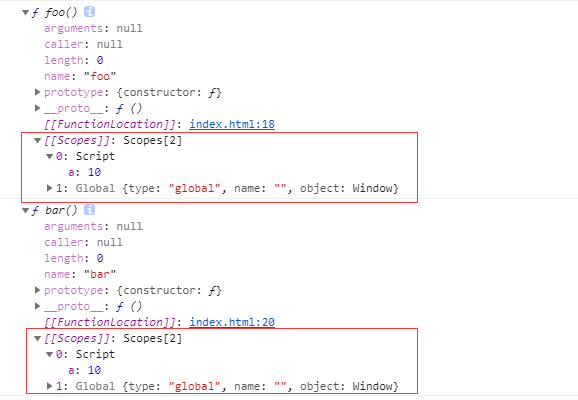 ▼ƒ foo() i
arguments: null
caller: null
length: 0
name: "foo"
▶prototype: {constructor: ƒ}
▶__proto__: ƒ ()
[[FunctionLocation]]: index.html:18
▼[[Scopes]]: Scopes[2]
▼0: Script
a: 10
▶1: Global {type: "global", name: "", object: Window}
▼ƒ bar() i
arguments: null
caller: null
length: 0
name: "bar"
▶prototype: {constructor: ƒ}
▶__proto__: ƒ ()
[[FunctionLocation]]: index.html:20
▼[[Scopes]]: Scopes[2]
▼0: Script
a: 10
▶1: Global {type: "global", name: "", object: Window}